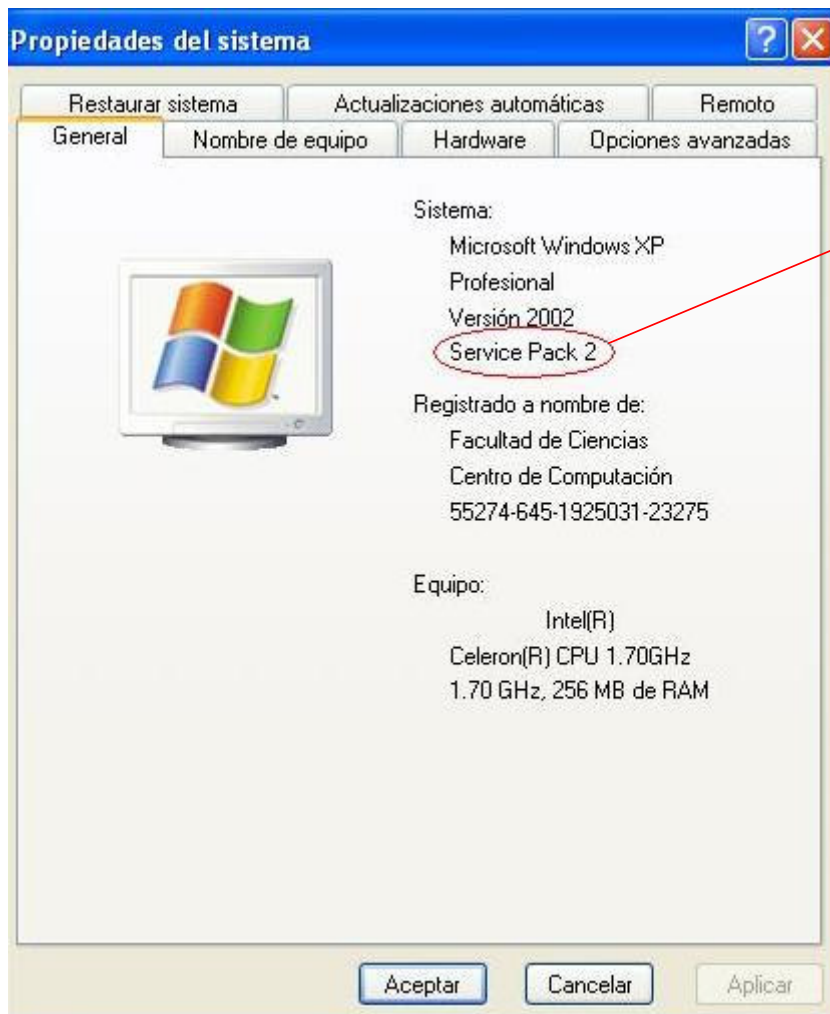 Propiedades del sistema
Restaurar sistema
Actualizaciones automáticas
Remoto
General
Nombre de equipo
Hardware
Opciones avanzadas
Sistema:
Microsoft Windows XP
Profesional
Versión 2002
Service Pack 2
Registrado a nombre de:
Facultad de Ciencias
Centro de Computación
55274-645-1925031-23275
Equipo:
Intel(R)
Celeron(R) CPU 1.70GHz
1.70 GHz, 256 MB de RAM
Aceptar
Cancelar
Aplicar